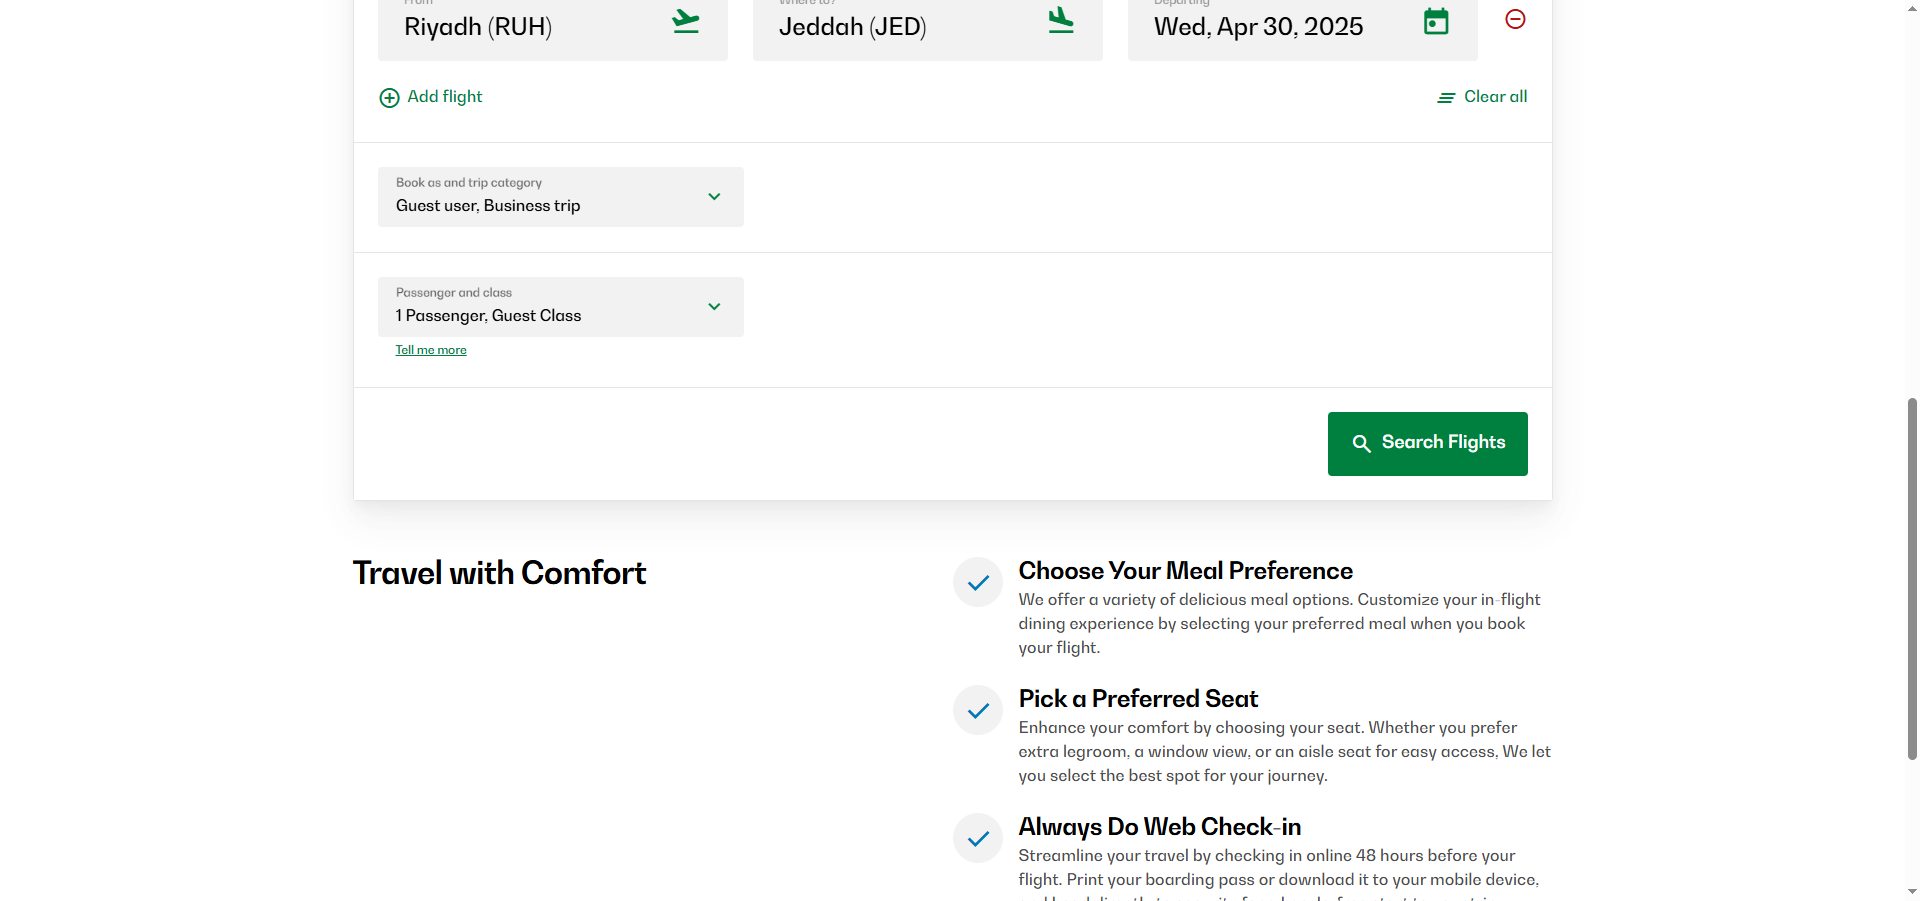 From
Where to?
Departing
Riyadh (RUH)
Jeddah (JED)
Wed, Apr 30, 2025
Add flight
Clear all
Book as and trip category
Guest user, Business trip
Passenger and class
1 Passenger, Guest Class
Tell me more
Search Flights
Travel with Comfort
Choose Your Meal Preference
We offer a variety of delicious meal options. Customize your in-flight
dining experience by selecting your preferred meal when you book
your flight.
Pick a Preferred Seat
Enhance your comfort by choosing your seat. Whether you prefer
extra legroom, a window view, or an aisle seat for easy access, We let
you select the best spot for your journey.
Always Do Web Check-in
Streamline your travel by checking in online 48 hours before your
flight. Print your boarding pass or download it to your mobile device,